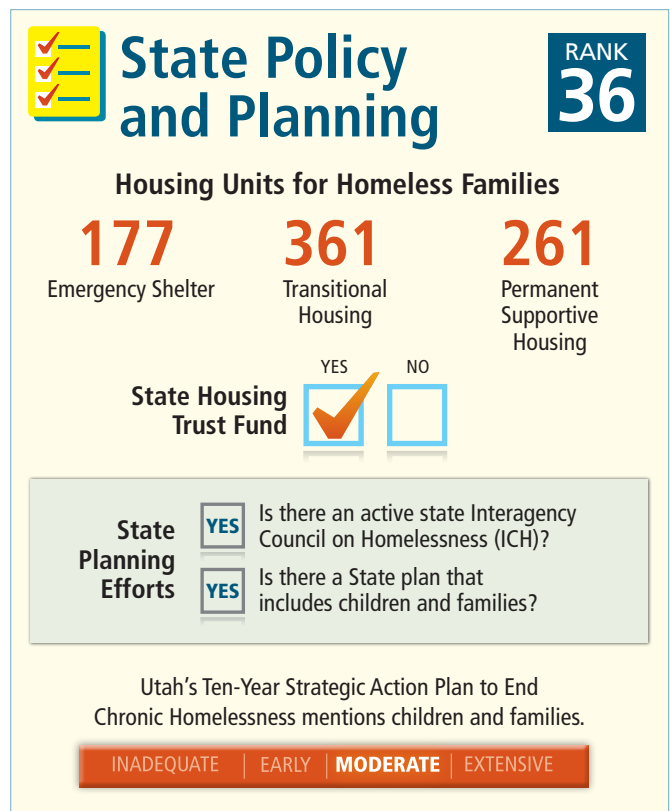 State Policy
and Planning
RANK
36
Housing Units for Homeless Families
177
Emergency Shelter
361
Transitional
Housing
261
Permanent
Supportive
Housing
State Housing
Trust Fund
YES
NO
State
Planning
Efforts
YES
Is there an active state Interagency
Council on Homelessness (ICH)?
YES
Is there a State plan that
includes children and families?
Utah's Ten-Year Strategic Action Plan to End
Chronic Homelessness mentions children and families.
INADEQUATE | EARLY | MODERATE | EXTENSIVE